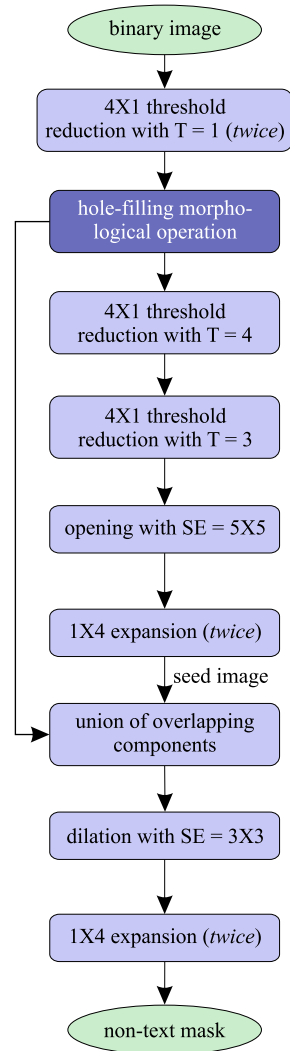 binary image
4X1 threshold
reduction with T = 1 (twice)
hole-filling morpho-
logical operation
4X1 threshold
reduction with T = 4
4X1 threshold
reduction with T = 3
opening with SE = 5X5
1X4 expansion (twice)
seed image
union of overlapping
components
dilation with SE = 3X3
1X4 expansion (twice)
non-text mask